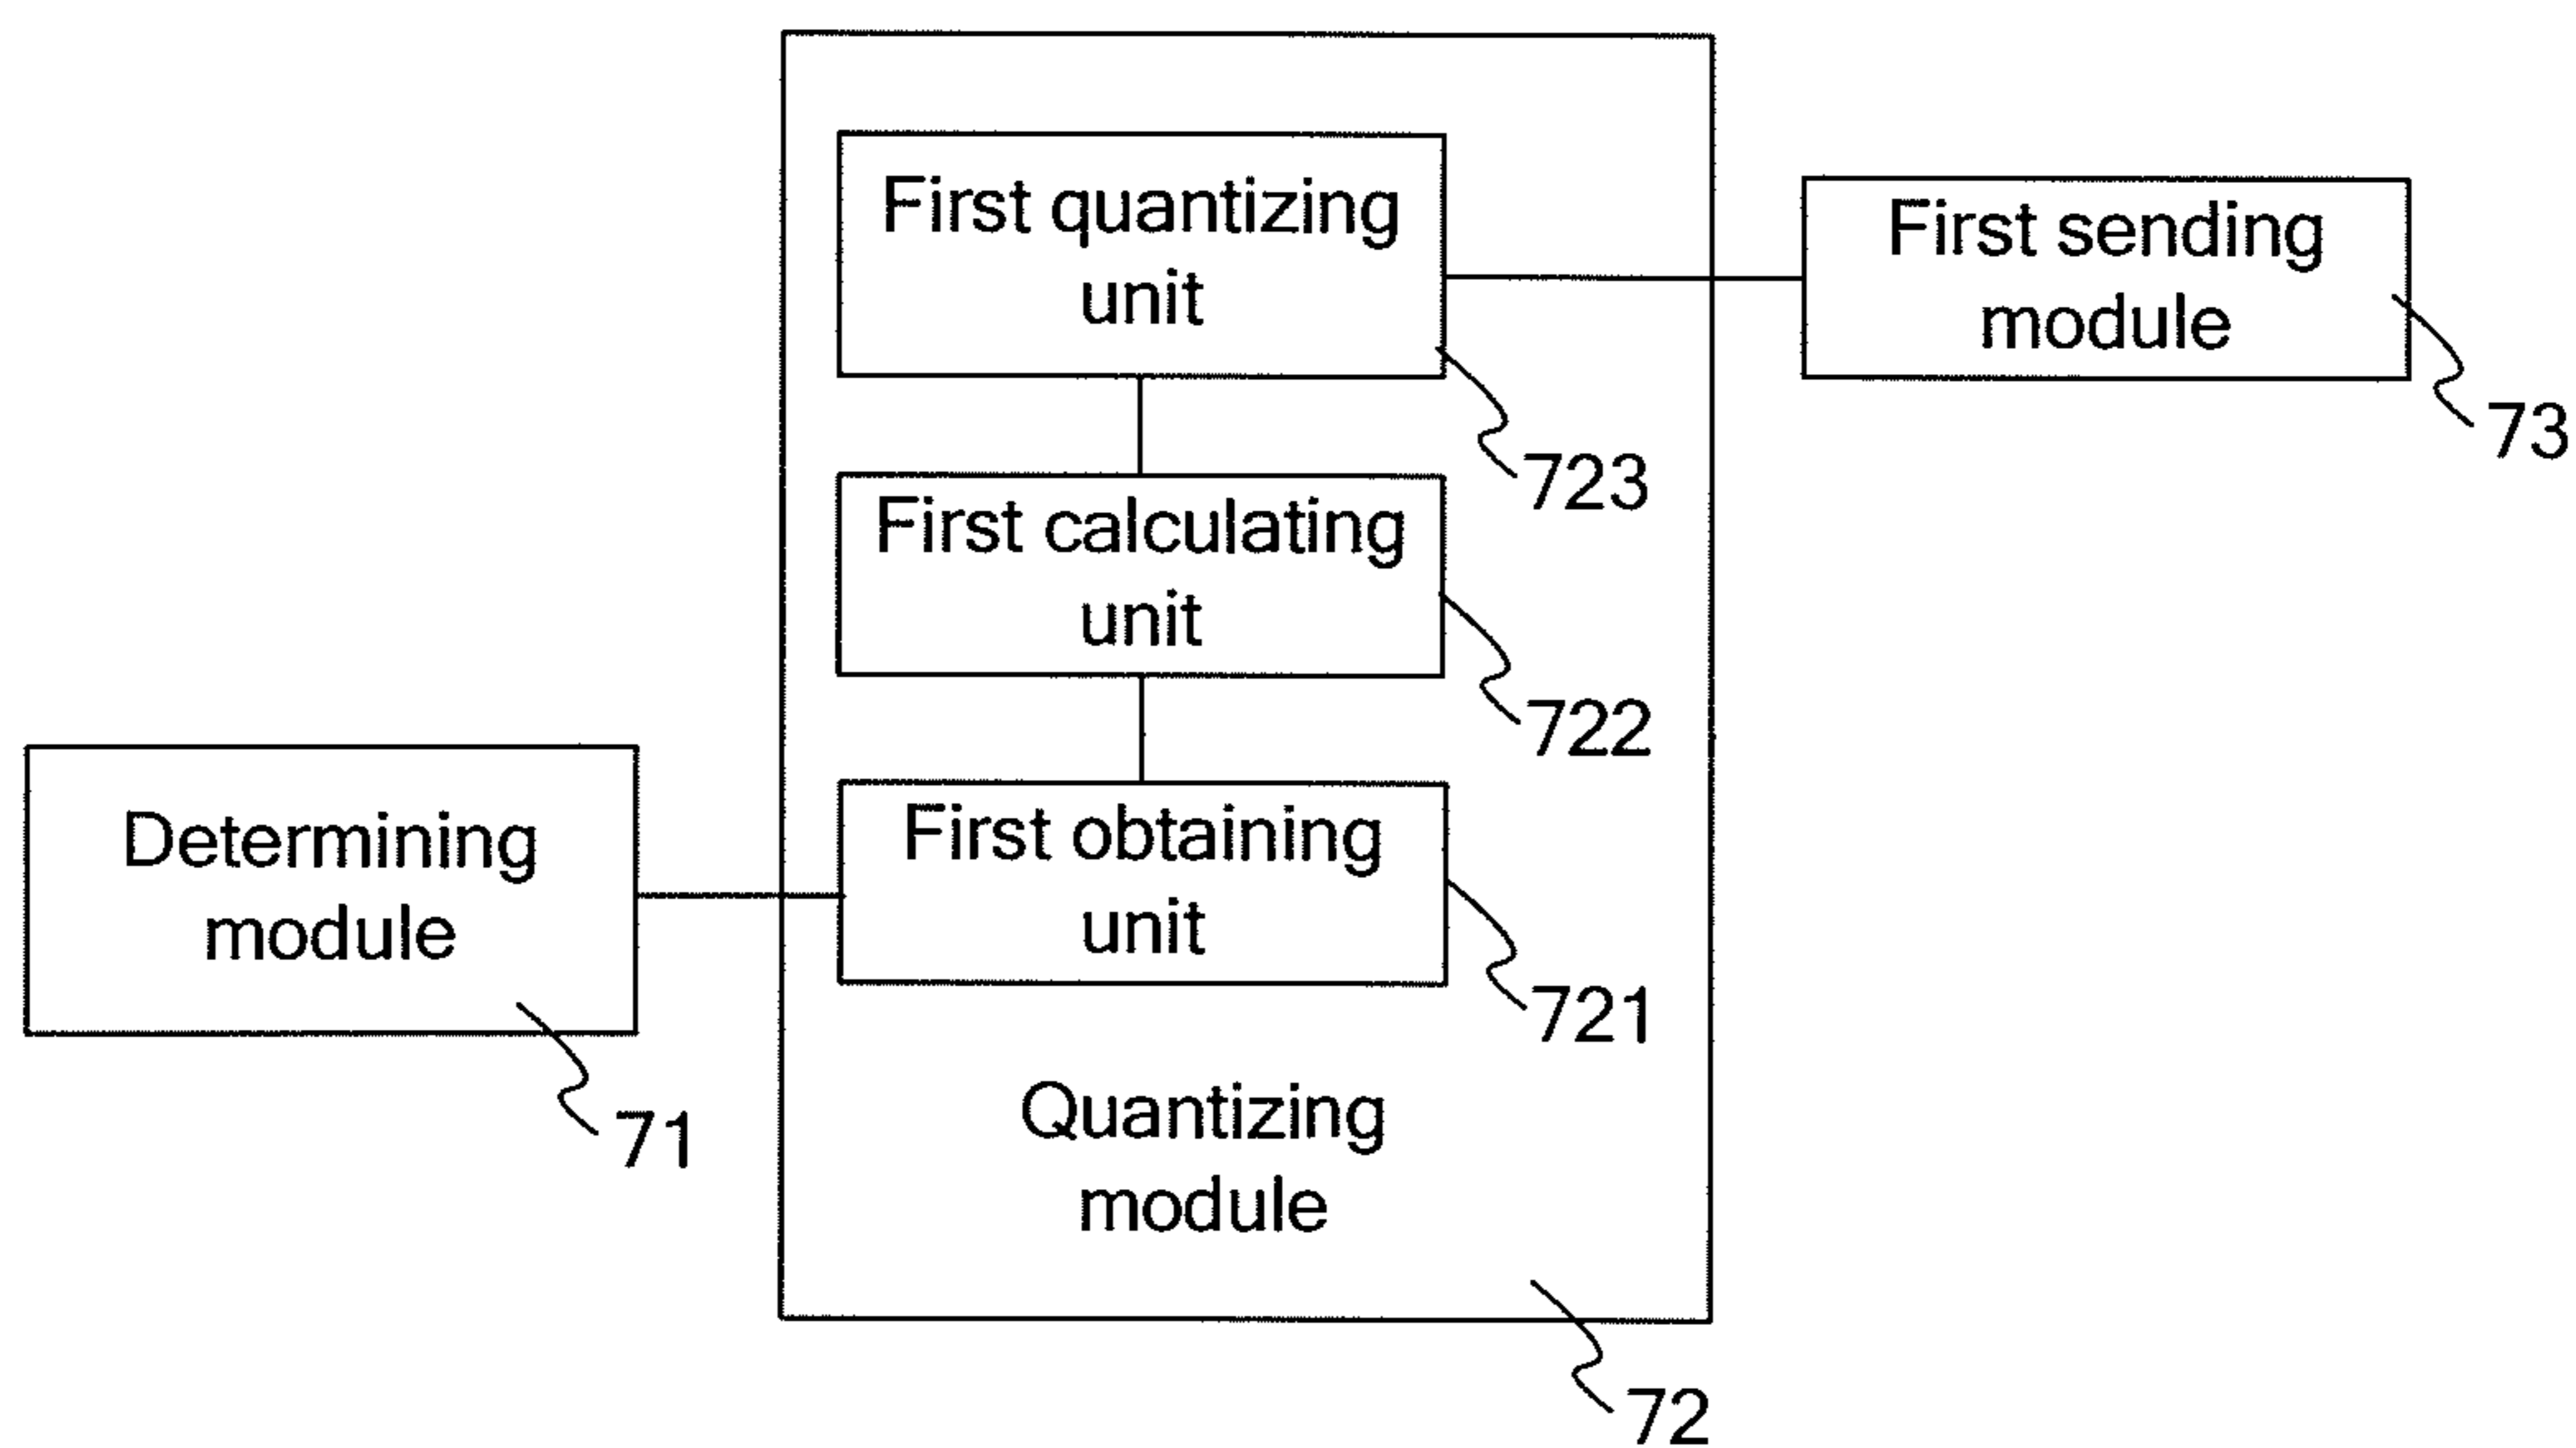 First quantizing
unit
723
First sending
module
73
First calculating
unit
722
Determining
module
71
First obtaining
unit
721
Quantizing
module
72